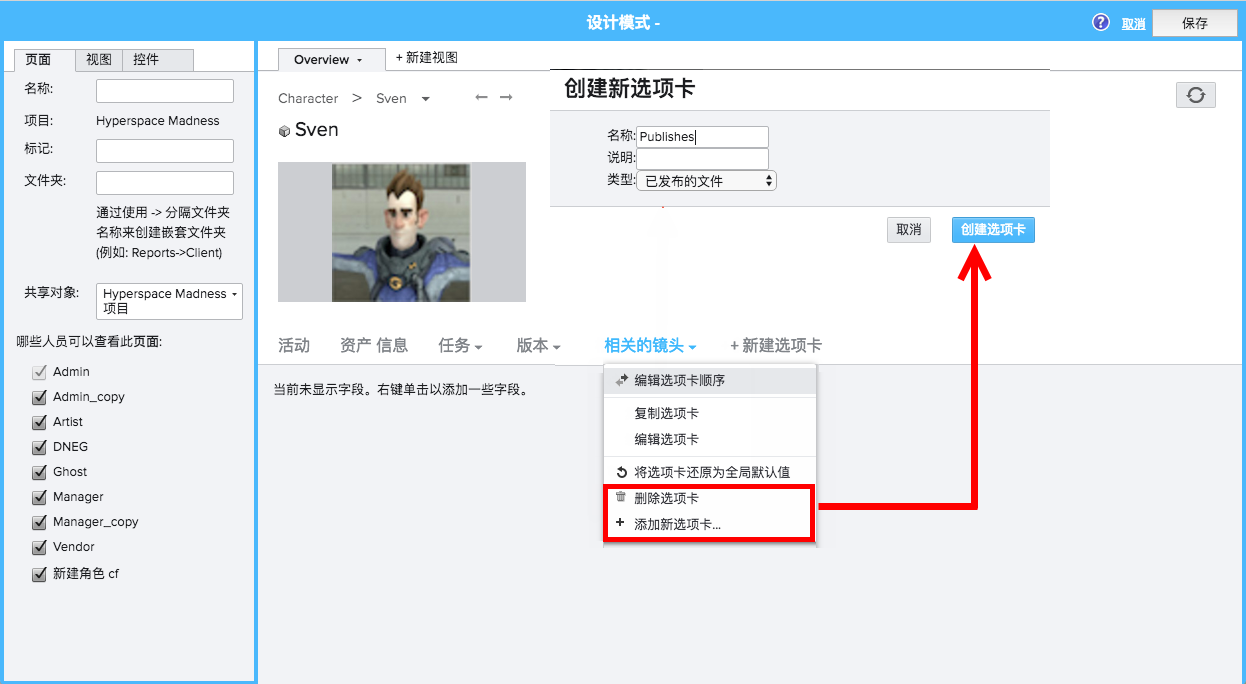 设计模式 -
? 取消 保存
页面 视图 控件
名称:
项目: Hyperspace Madness
标记:
文件夹:
通过使用 -> 分隔文件夹
名称来创建嵌套文件夹
(例如: Reports->Client)
共享对象: Hyperspace Madness
项目
哪些人员可以查看此页面:
Admin
Admin_copy
Artist
DNEG
Ghost
Manager
Manager_copy
Vendor
新建角色 cf
Overview + 新建视图
Character > Sven
Sven
创建新选项卡
名称: Publishes
说明:
类型: 已发布的文件
取消 创建选项卡
活动 资产 信息 任务 版本 相关的镜头 + 新建选项卡
当前未显示字段。右键单击以添加一些字段。
编辑选项卡顺序
复制选项卡
编辑选项卡
将选项卡还原为全局默认值
删除选项卡
+ 添加新选项卡...